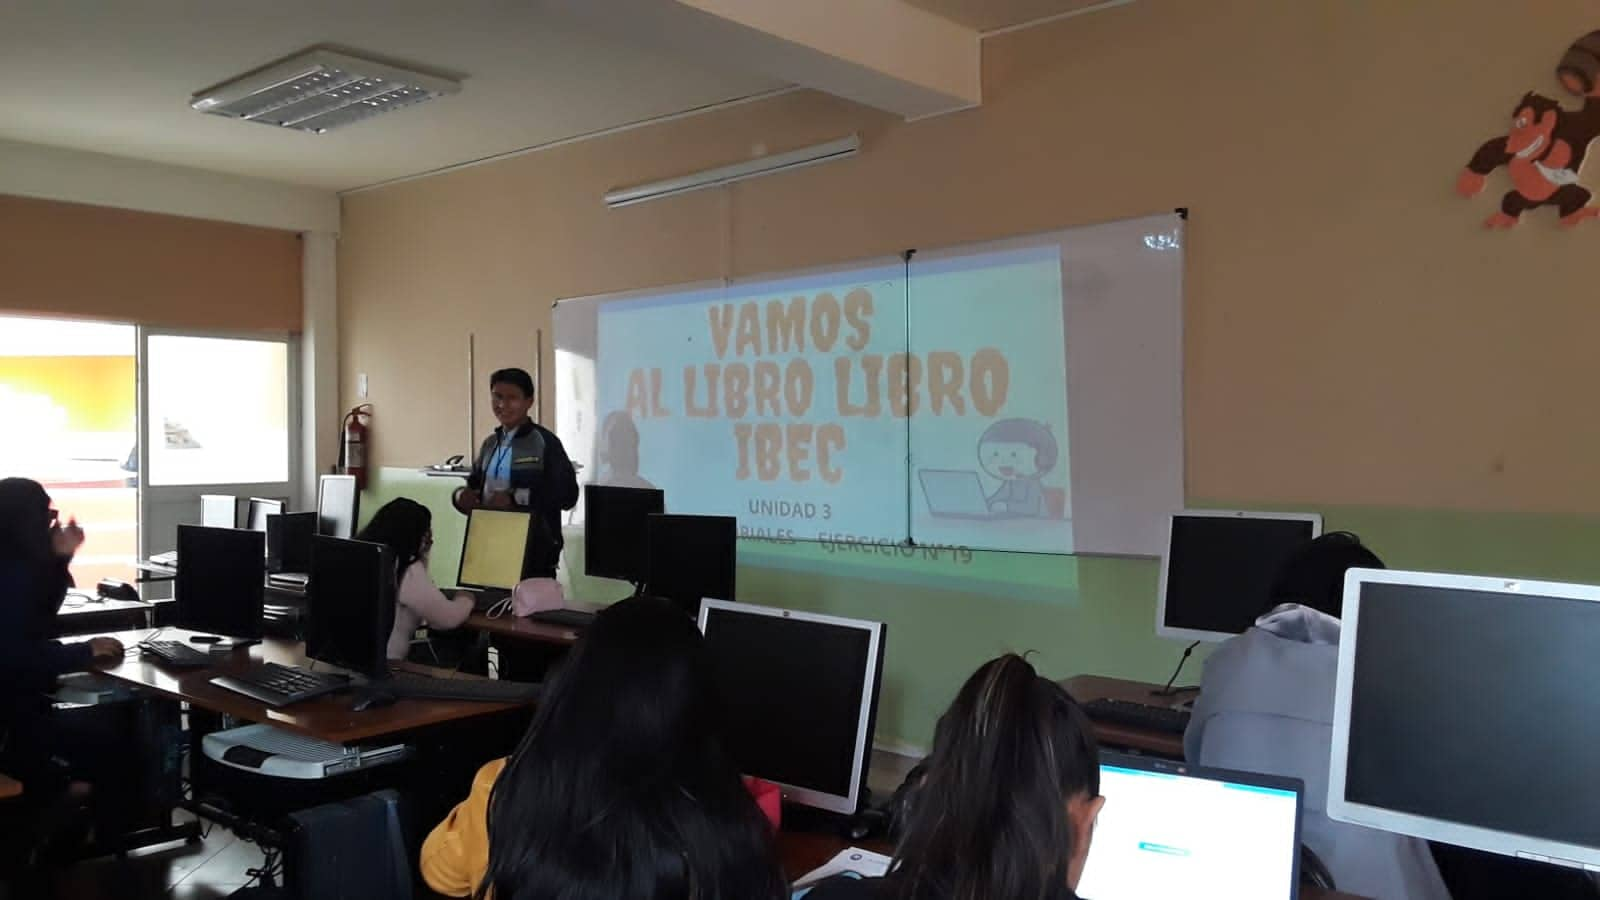 VAMOS
AL LIBRO LIBRO
IBEC
UNIDAD 3
EJERCICIO N°19